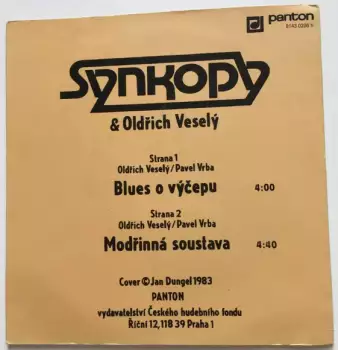 panton
Synkopy
& Oldřich Veselý
Strana 1
Oldřich Veselý/Pavel Vrba
Blues o výčepu 4:00
Strana 2
Oldřich Veselý/Pavel Vrba
Modřinná soustava 4:40
Cover © Jan Dungel 1983
PANTON
vydavatelství Českého hudebního fondu
Říční 12, 118 39 Praha 1